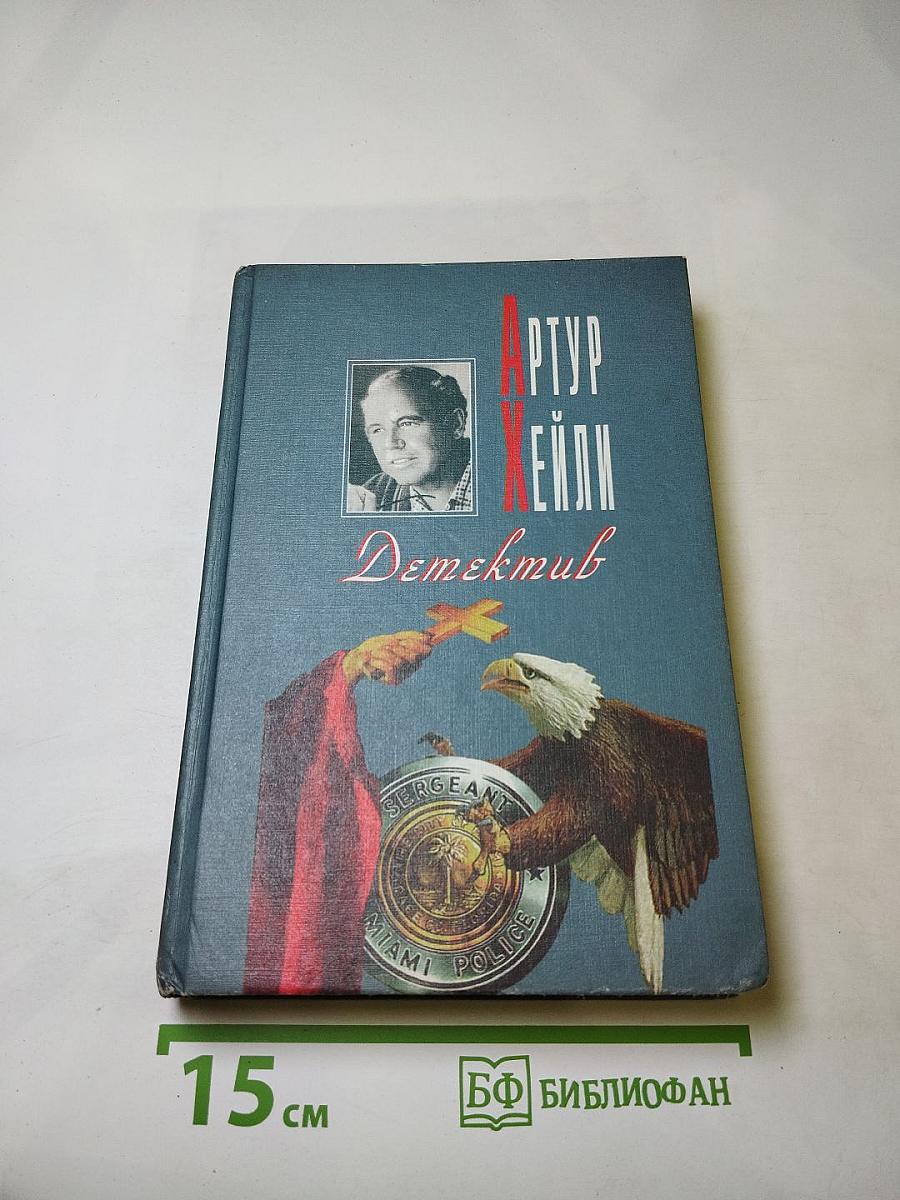 АРТУР
ХЕЙЛИ
Детектив
SERGEANT
MIAMI POLICE
15 см
БФ БИБЛИОФАН